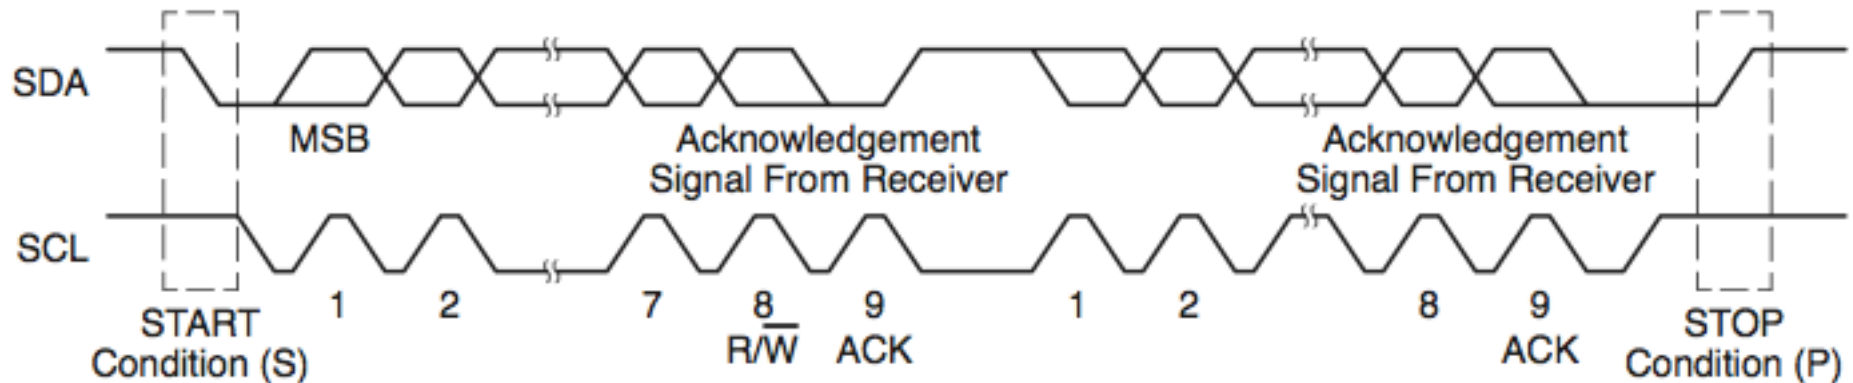 SDA
MSB
Acknowledgement
Signal From Receiver
Acknowledgement
Signal From Receiver
SCL
1 2 7 8 9 1 2 8 9
R/W̅ ACK ACK
START
Condition (S)
STOP
Condition (P)